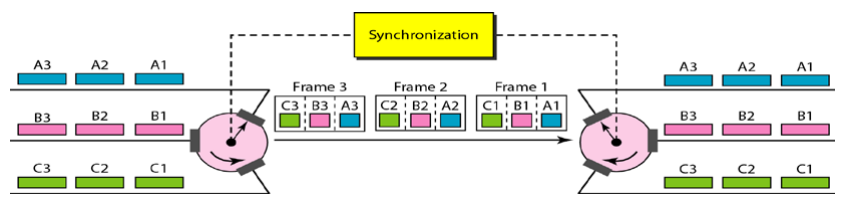 Synchronization
A3 A2 A1
Frame 3 Frame 2 Frame 1
A3 A2 A1
C3 B3 A3 C2 B2 A2 C1 B1 A1
B3 B2 B1
B3 B2 B1
C3 C2 C1
C3 C2 C1